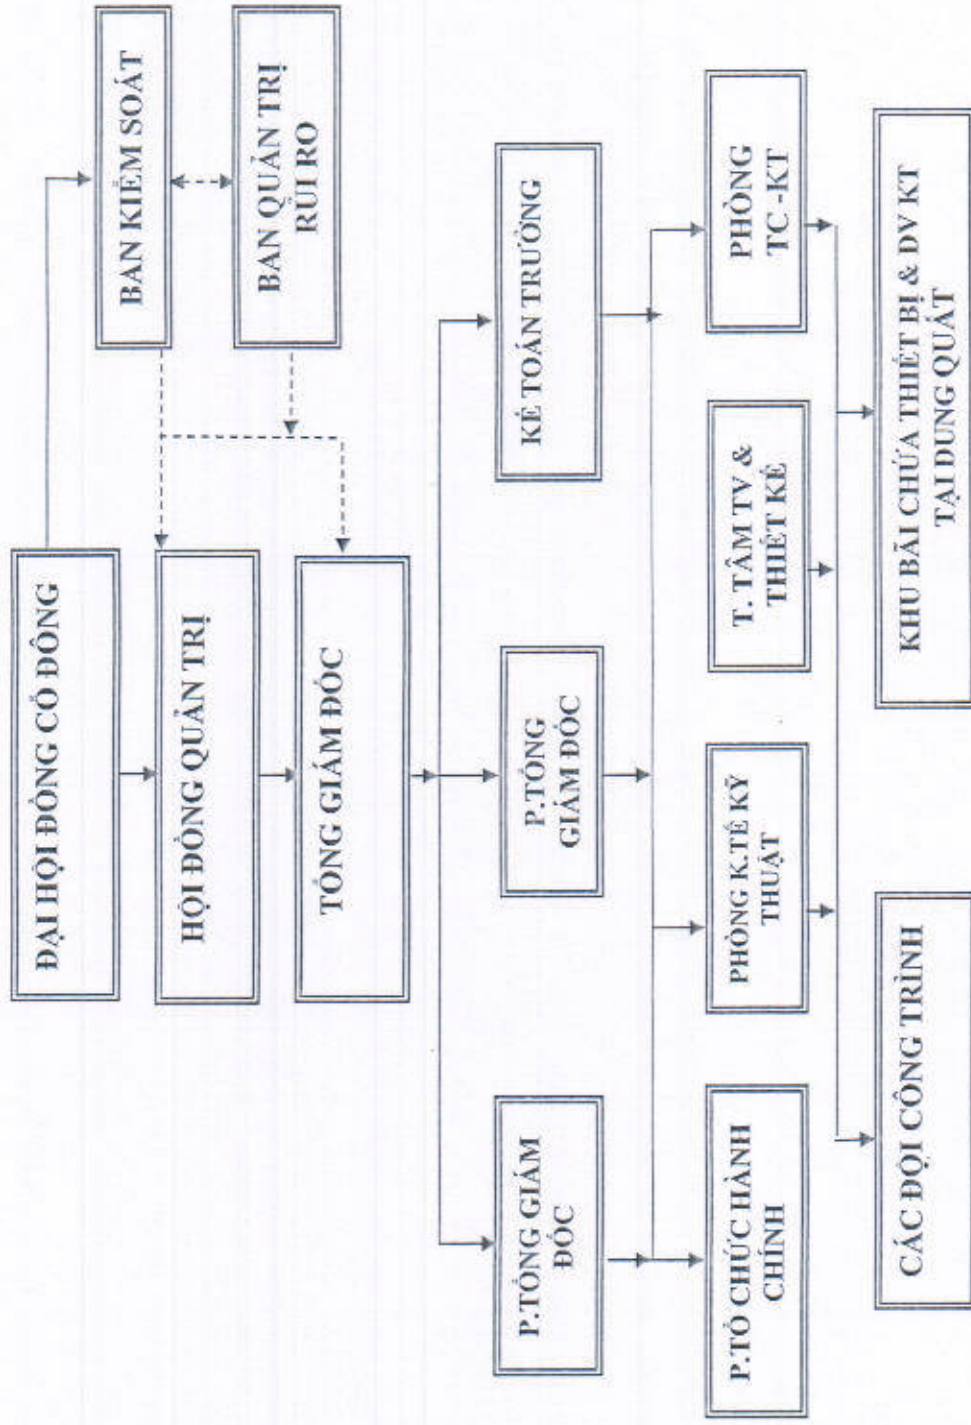 ĐẠI HỘI ĐỒNG CỔ ĐÔNG
BAN KIỂM SOÁT
HỘI ĐỒNG QUẢN TRỊ
BAN QUẢN TRỊ
RỦI RO
TỔNG GIÁM ĐỐC
P.TỔNG GIÁM
ĐỐC
P.TỔNG
GIÁM ĐỐC
KẾ TOÁN TRƯỞNG
P.TỔ CHỨC HÀNH
CHÍNH
PHÒNG K.TẾ KỸ
THUẬT
T. TÂM TV &
THIẾT KẾ
PHÒNG
TC -KT
CÁC ĐỘI CÔNG TRÌNH
KHU BÃI CHỨA THIẾT BỊ & DV KT
TẠI DUNG QUẤT